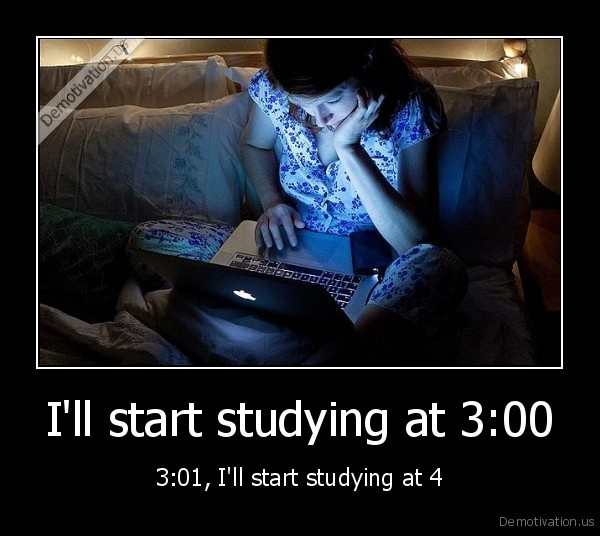 Demotivation.us
I'll start studying at 3:00
3:01, I'll start studying at 4
Demotivation.us